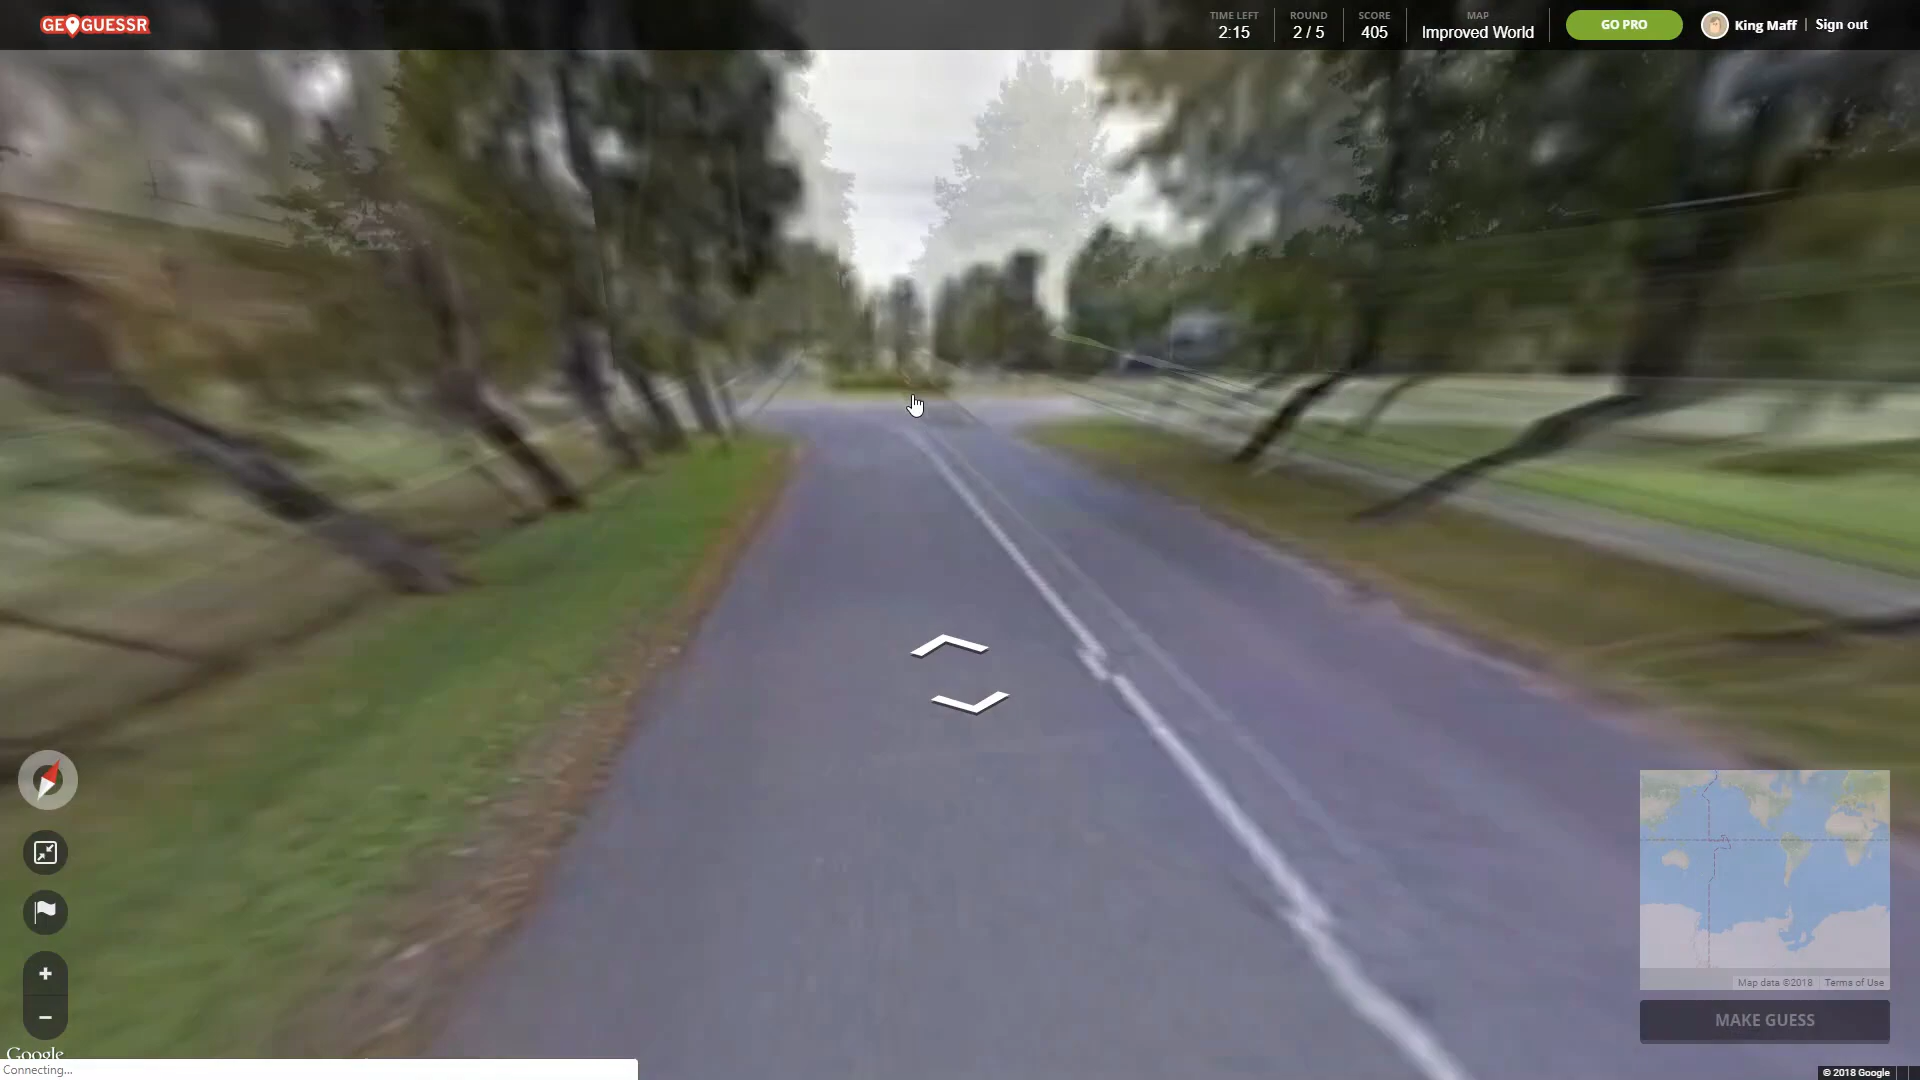 GEOGUESSR
TIME LEFT
2:15
ROUND
2 / 5
SCORE
405
MAP
Improved World
GO PRO
King Maff
Sign out
Map data ©2018
Terms of Use
MAKE GUESS
Google
Connecting...
© 2018 Google